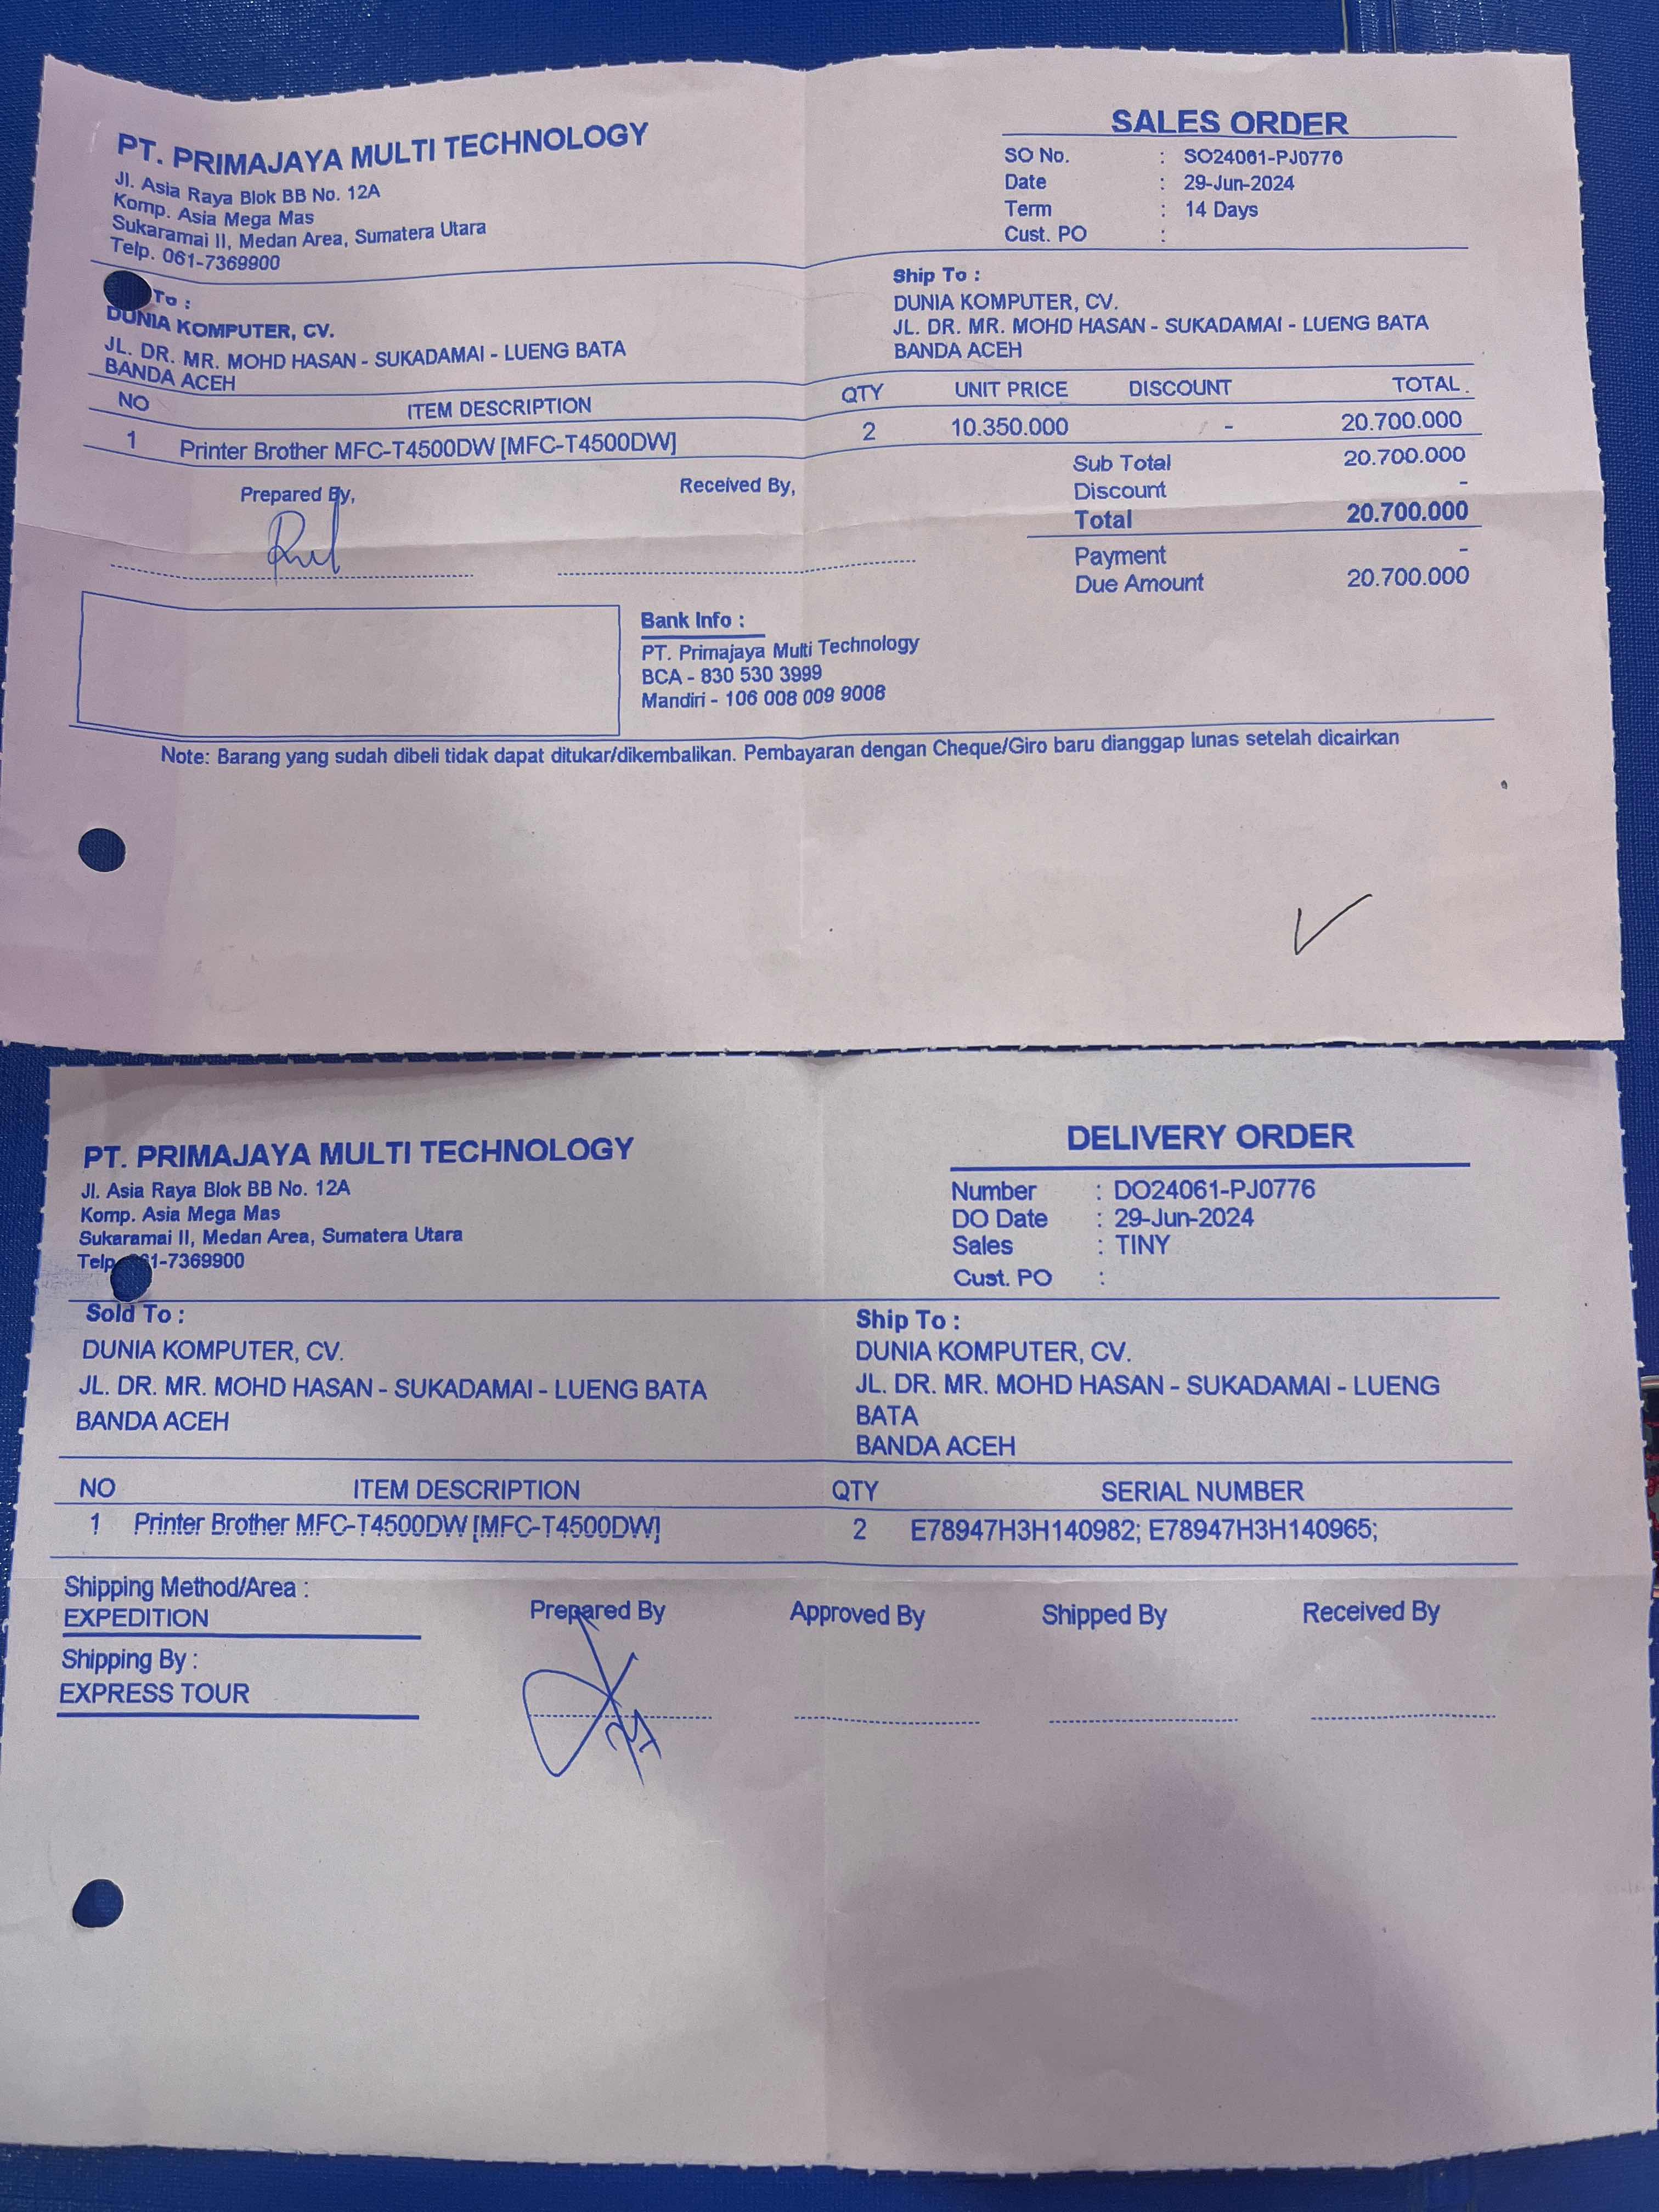 PT. PRIMAJAYA MULTI TECHNOLOGY
Jl. Asia Raya Blok BB No. 12A
Komp. Asia Mega Mas
Sukaramai II, Medan Area, Sumatera Utara
Telp. 061-7369900
SALES ORDER
SO No. : SO24061-PJ0776
Date : 29-Jun-2024
Term : 14 Days
Cust. PO :
To :
DUNIA KOMPUTER, CV.
JL. DR. MR. MOHD HASAN - SUKADAMAI - LUENG BATA
BANDA ACEH
Ship To :
DUNIA KOMPUTER, CV.
JL. DR. MR. MOHD HASAN - SUKADAMAI - LUENG BATA
BANDA ACEH
NO ITEM DESCRIPTION QTY UNIT PRICE DISCOUNT TOTAL
1 Printer Brother MFC-T4500DW [MFC-T4500DW] 2 10.350.000 - 20.700.000
Sub Total 20.700.000
Discount -
Total 20.700.000
Payment -
Due Amount 20.700.000
Prepared By, Received By,
Bank Info :
PT. Primajaya Multi Technology
BCA - 830 530 3999
Mandiri - 106 008 009 9008
Note: Barang yang sudah dibeli tidak dapat ditukar/dikembalikan. Pembayaran dengan Cheque/Giro baru dianggap lunas setelah dicairkan
PT. PRIMAJAYA MULTI TECHNOLOGY
Jl. Asia Raya Blok BB No. 12A
Komp. Asia Mega Mas
Sukaramai II, Medan Area, Sumatera Utara
Telp 61-7369900
DELIVERY ORDER
Number : DO24061-PJ0776
DO Date : 29-Jun-2024
Sales : TINY
Cust. PO :
Sold To :
DUNIA KOMPUTER, CV.
JL. DR. MR. MOHD HASAN - SUKADAMAI - LUENG BATA
BANDA ACEH
Ship To :
DUNIA KOMPUTER, CV.
JL. DR. MR. MOHD HASAN - SUKADAMAI - LUENG
BATA
BANDA ACEH
NO ITEM DESCRIPTION QTY SERIAL NUMBER
1 Printer Brother MFC-T4500DW [MFC-T4500DW] 2 E78947H3H140982; E78947H3H140965;
Shipping Method/Area :
EXPEDITION
Shipping By :
EXPRESS TOUR
Prepared By Approved By Shipped By Received By